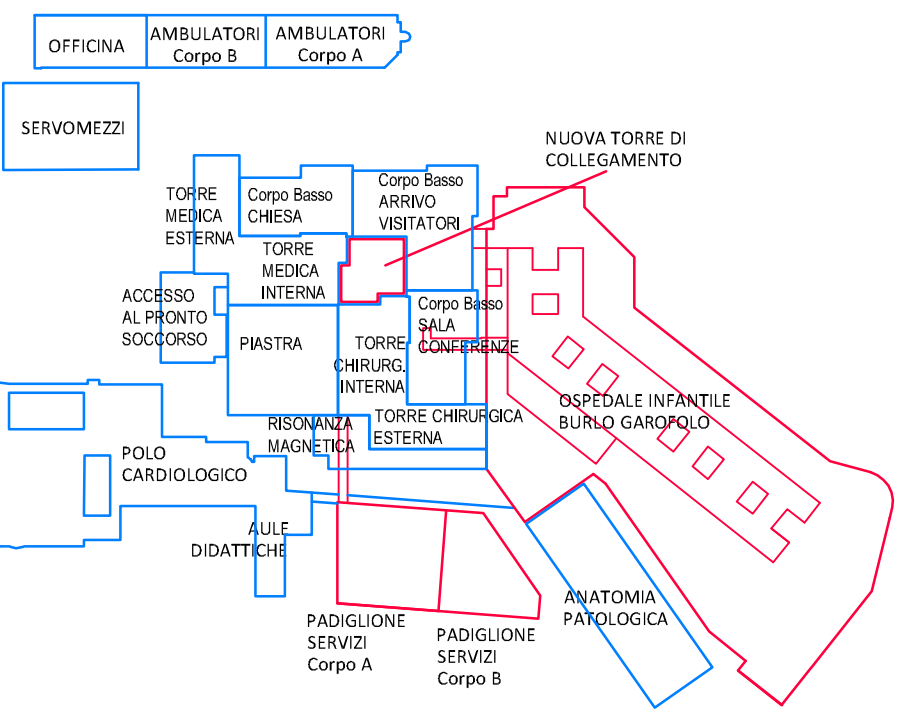 OFFICINA
AMBULATORI
Corpo B
AMBULATORI
Corpo A
SERVOMEZZI
NUOVA TORRE DI
COLLEGAMENTO
TORRE
MEDICA
ESTERNA
Corpo Basso
CHIESA
Corpo Basso
ARRIVO
VISITATORI
TORRE
MEDICA
INTERNA
ACCESSO
AL PRONTO
SOCCORSO
PIASTRA
Corpo Basso
SALA
CONFERENZE
TORRE
CHIRURG.
INTERNA
OSPEDALE INFANTILE
BURLO GAROFOLO
RISONANZA
MAGNETICA
TORRE CHIRURGICA
ESTERNA
POLO
CARDIOLOGICO
AULE
DIDATTICHE
ANATOMIA
PATOLOGICA
PADIGLIONE
SERVIZI
Corpo A
PADIGLIONE
SERVIZI
Corpo B